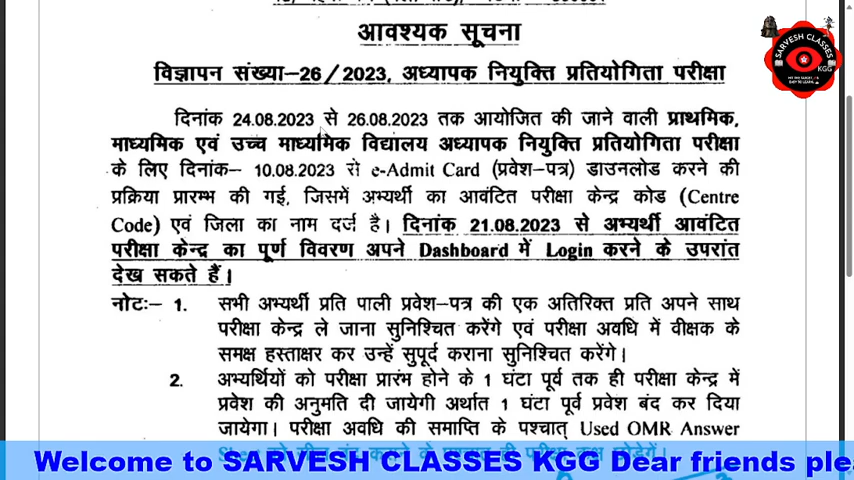 आवश्यक सूचना
विज्ञापन संख्या-26/2023, अध्यापक नियुक्ति प्रतियोगिता परीक्षा
SARVESH CLASSES
KGG
दिनांक 24.08.2023 से 26.08.2023 तक आयोजित की जाने वाली प्राथमिक,
माध्यमिक एवं उच्च माध्यमिक विद्यालय अध्यापक नियुक्ति प्रतियोगिता परीक्षा
के लिए दिनांक- 10.08.2023 से e-Admit Card (प्रवेश-पत्र) डाउनलोड करने की
प्रक्रिया प्रारम्भ की गई, जिसमें अभ्यर्थी का आवंटित परीक्षा केन्द्र कोड (Centre
Code) एवं जिला का नाम दर्ज है। दिनांक 21.08.2023 से अभ्यर्थी आवंटित
परीक्षा केन्द्र का पूर्ण विवरण अपने Dashboard में Login करने के उपरांत
देख सकते हैं।
नोटः- 1. सभी अभ्यर्थी प्रति पाली प्रवेश-पत्र की एक अतिरिक्त प्रति अपने साथ
परीक्षा केन्द्र ले जाना सुनिश्चित करेंगे एवं परीक्षा अवधि में वीक्षक के
समक्ष हस्ताक्षर कर उन्हें सुपूर्द कराना सुनिश्चित करेंगे।
2. अभ्यर्थियों को परीक्षा प्रारंभ होने के 1 घंटा पूर्व तक ही परीक्षा केन्द्र में
प्रवेश की अनुमति दी जायेगी अर्थात 1 घंटा पूर्व प्रवेश बंद कर दिया
जायेगा। परीक्षा अवधि की समाप्ति के पश्चात् Used OMR Answer
Welcome to SARVESH CLASSES KGG Dear friends ple